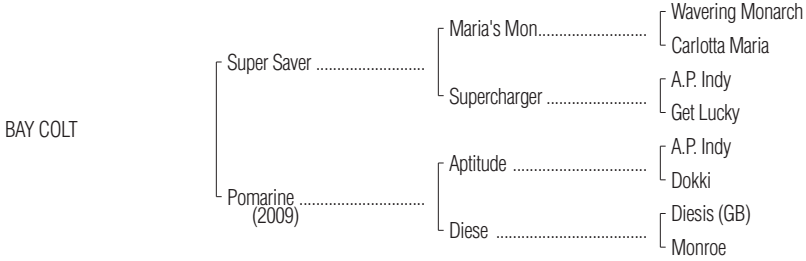 Wavering Monarch
Maria's Mon..........................
Carlotta Maria
Super Saver ..........................
A.P. Indy
Supercharger ........................
Get Lucky
BAY COLT
A.P. Indy
Aptitude ................................
Dokki
Pomarine ..............................
(2009)
Diesis (GB)
Diese ....................................
Monroe